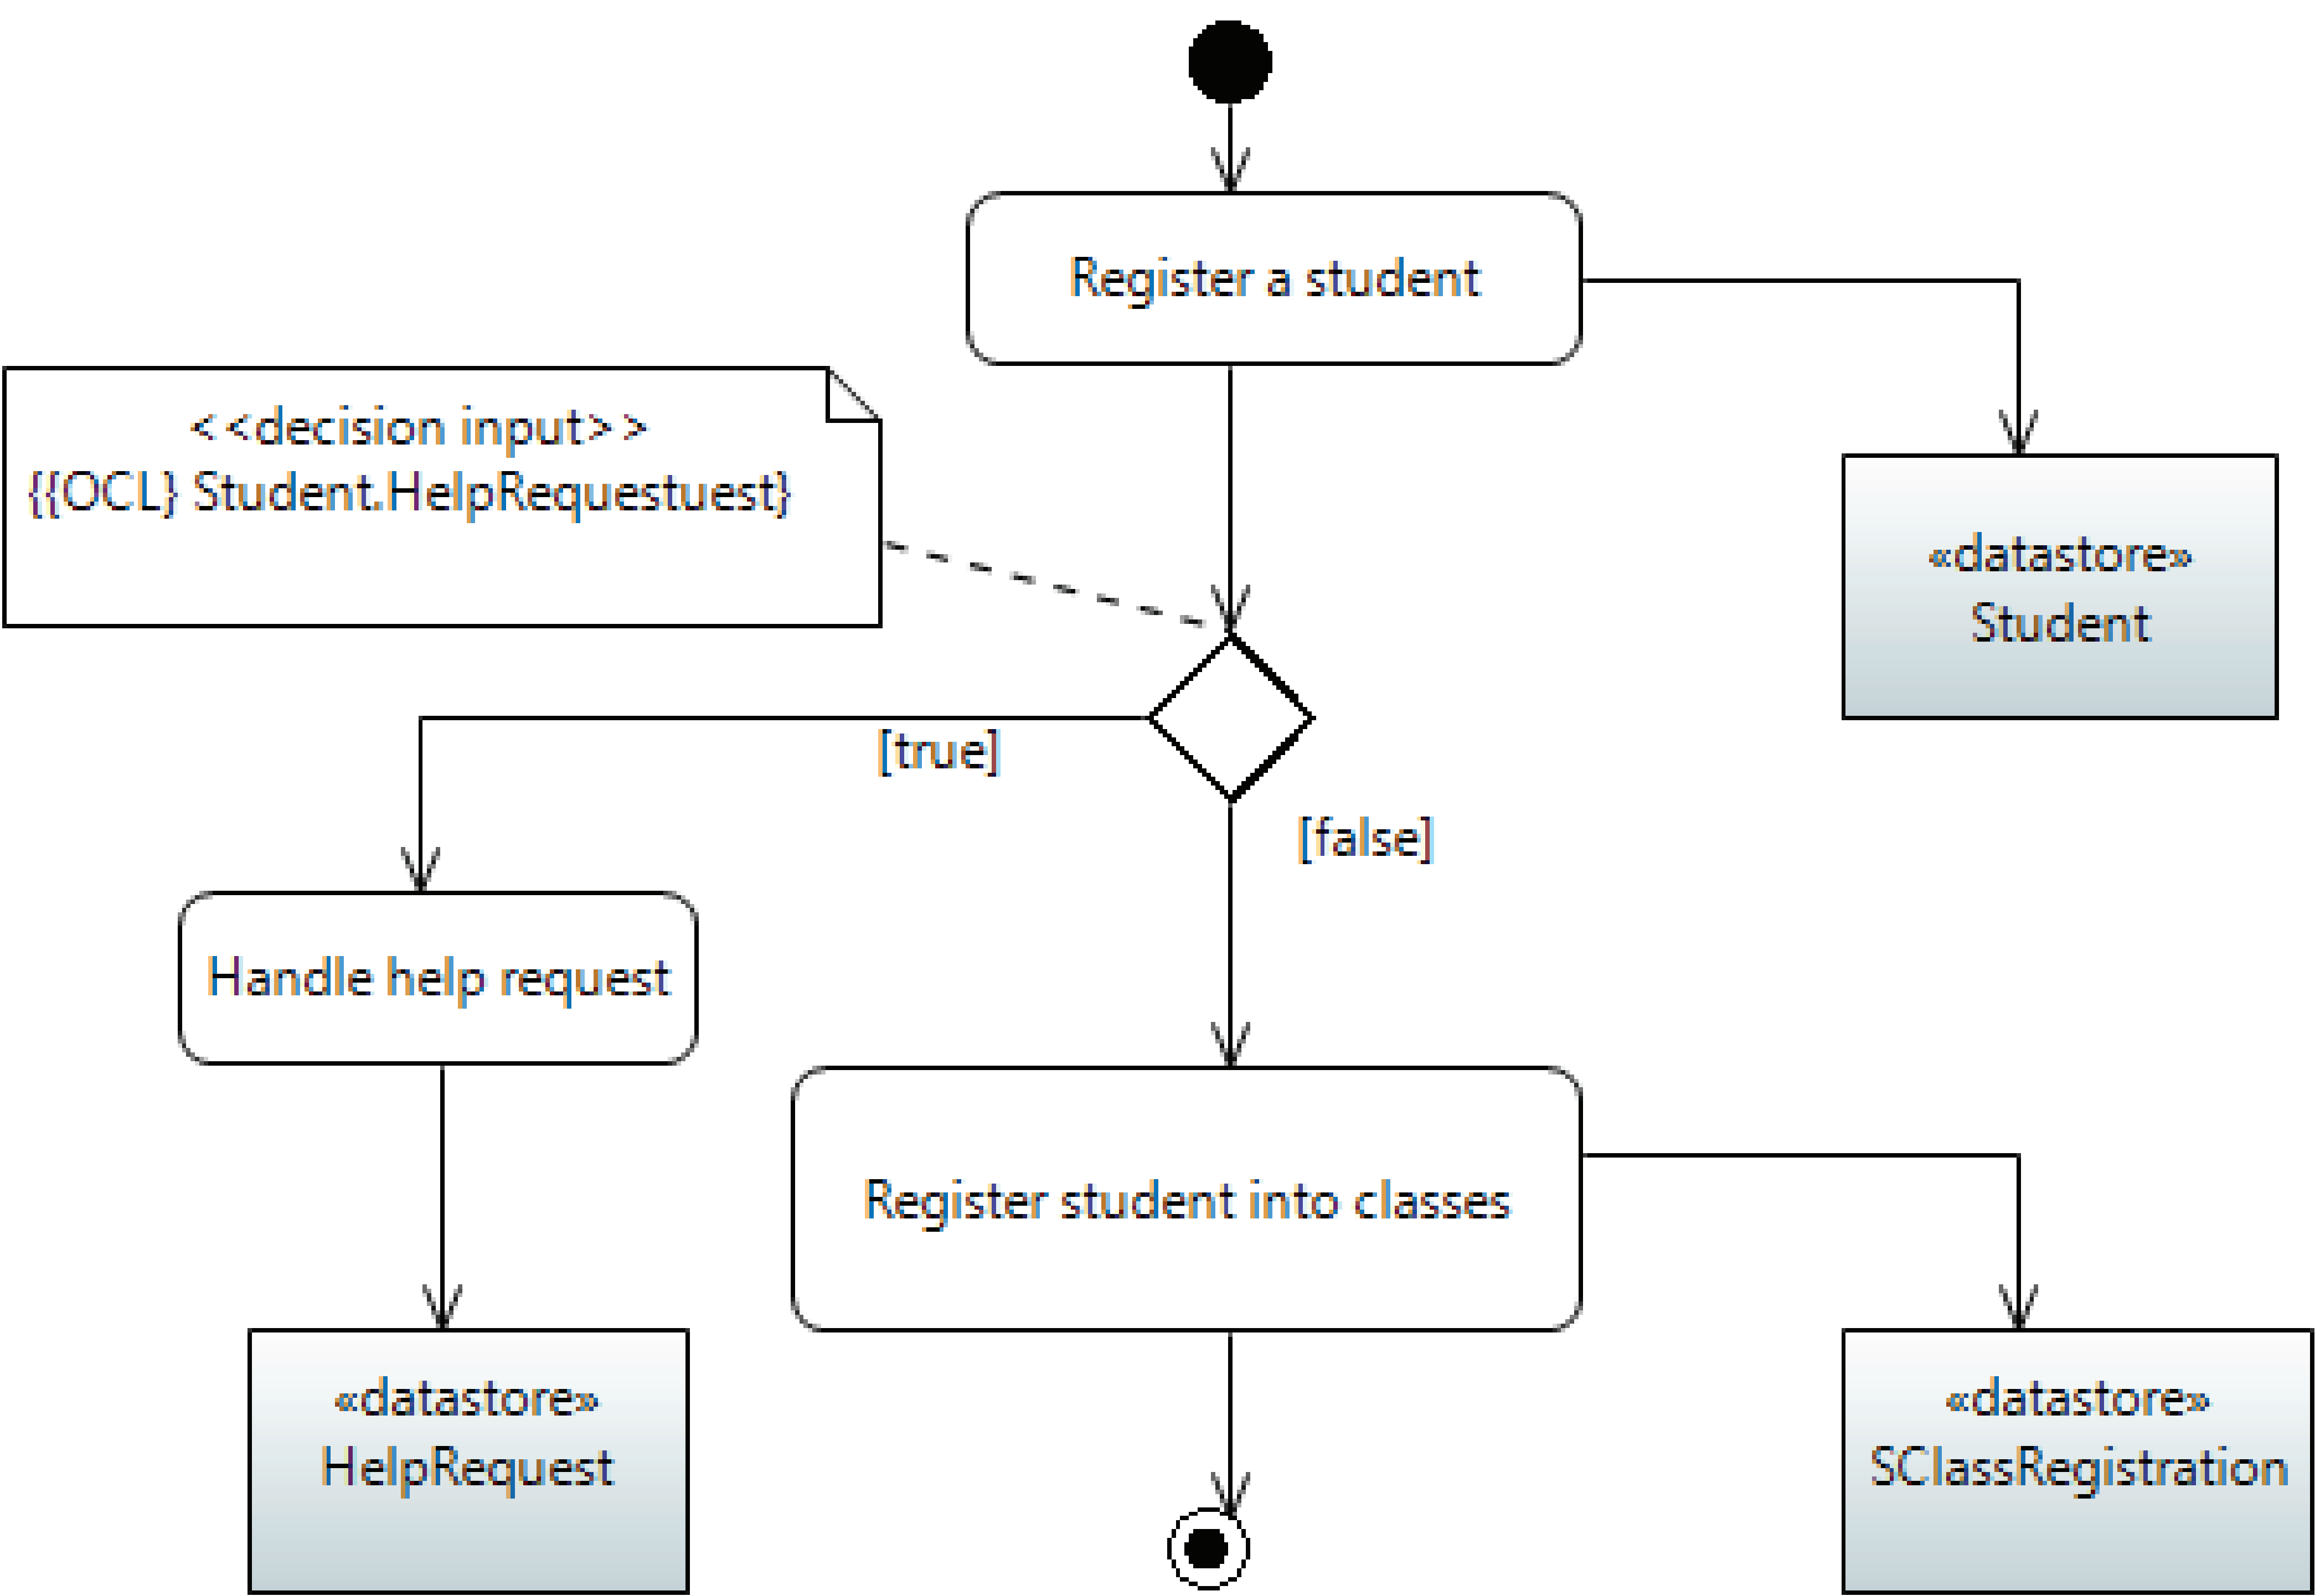 Register a student
<<decision input>>
{{OCL} Student.HelpRequestuest}
«datastore»
Student
[true]
[false]
Handle help request
Register student into classes
«datastore»
HelpRequest
«datastore»
SClassRegistration